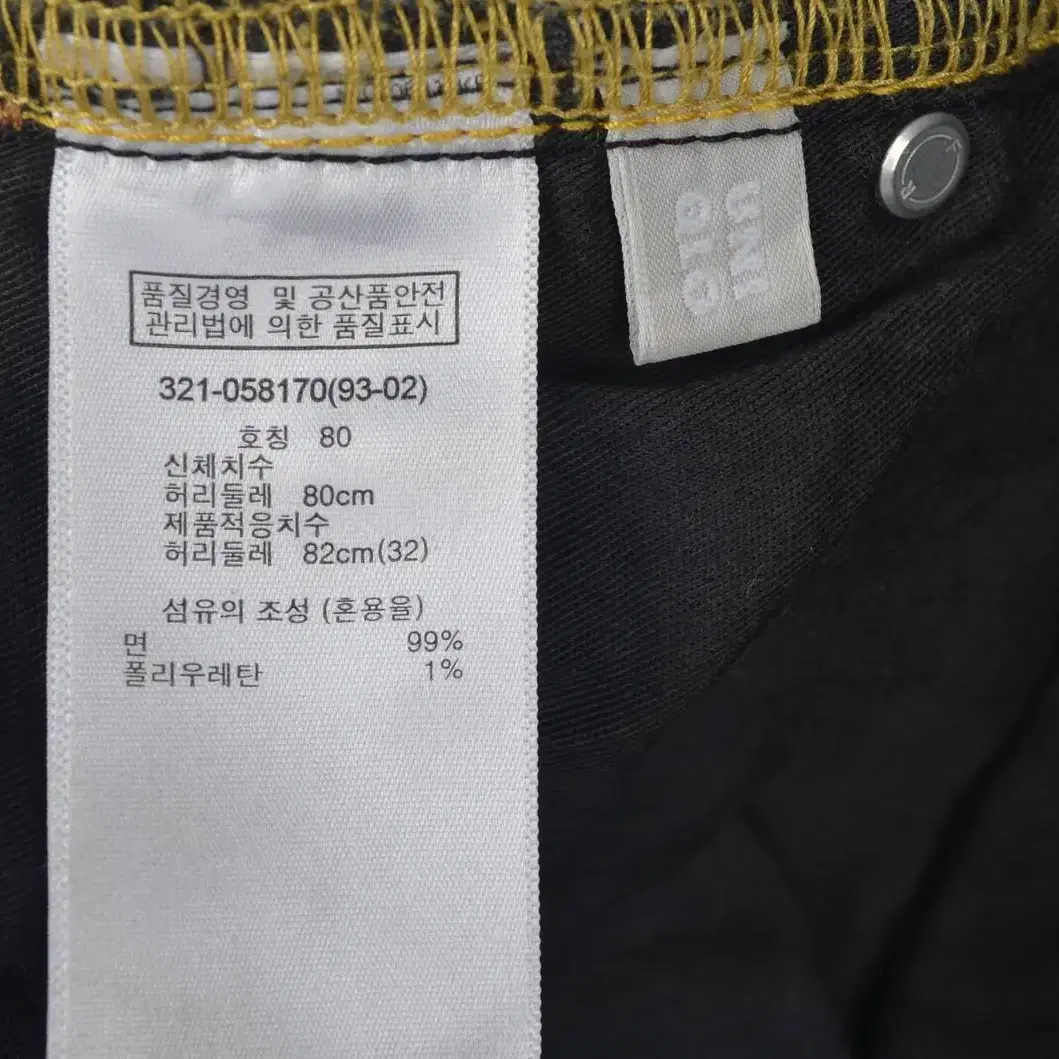 품질경영 및 공산품안전
관리법에 의한 품질표시
321-058170(93-02)
호칭 80
신체치수
허리둘레 80cm
제품적응치수
허리둘레 82cm(32)
섬유의 조성 (혼용율)
면 99%
폴리우레탄 1%
UNI
QLO